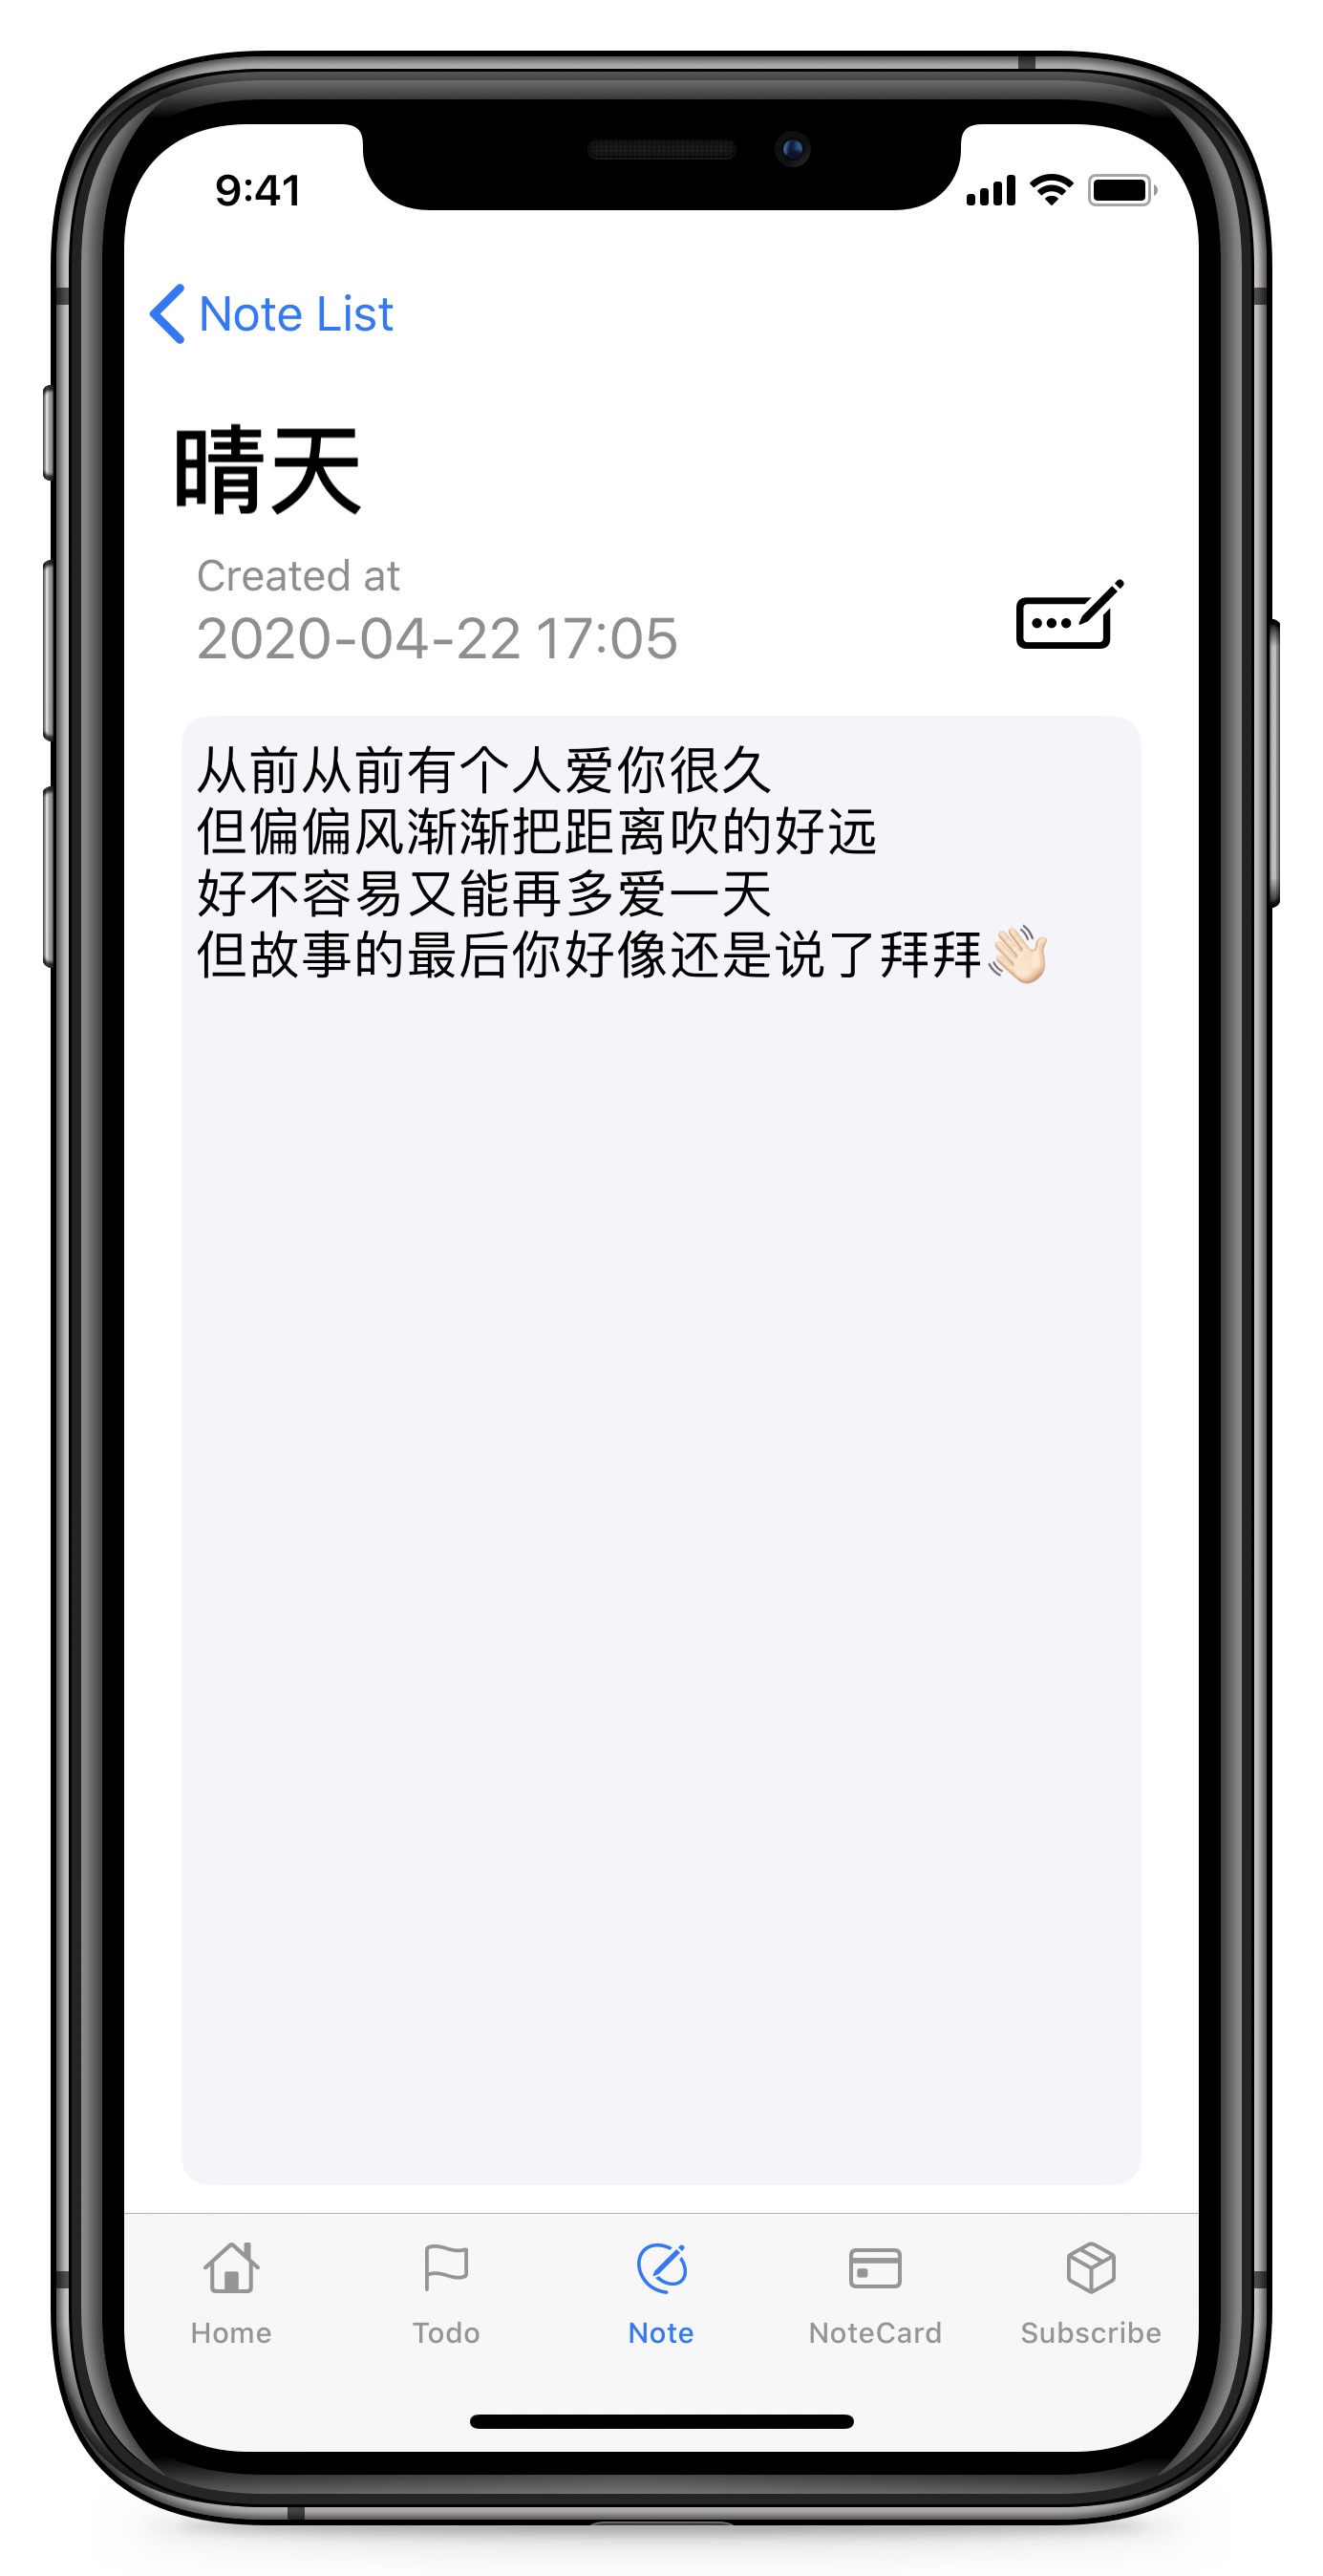 9:41
Note List
晴天
Created at
2020-04-22 17:05
从前从前有个人爱你很久
但偏偏风渐渐把距离吹的好远
好不容易又能再多爱一天
但故事的最后你好像还是说了拜拜👋🏻
Home
Todo
Note
NoteCard
Subscribe